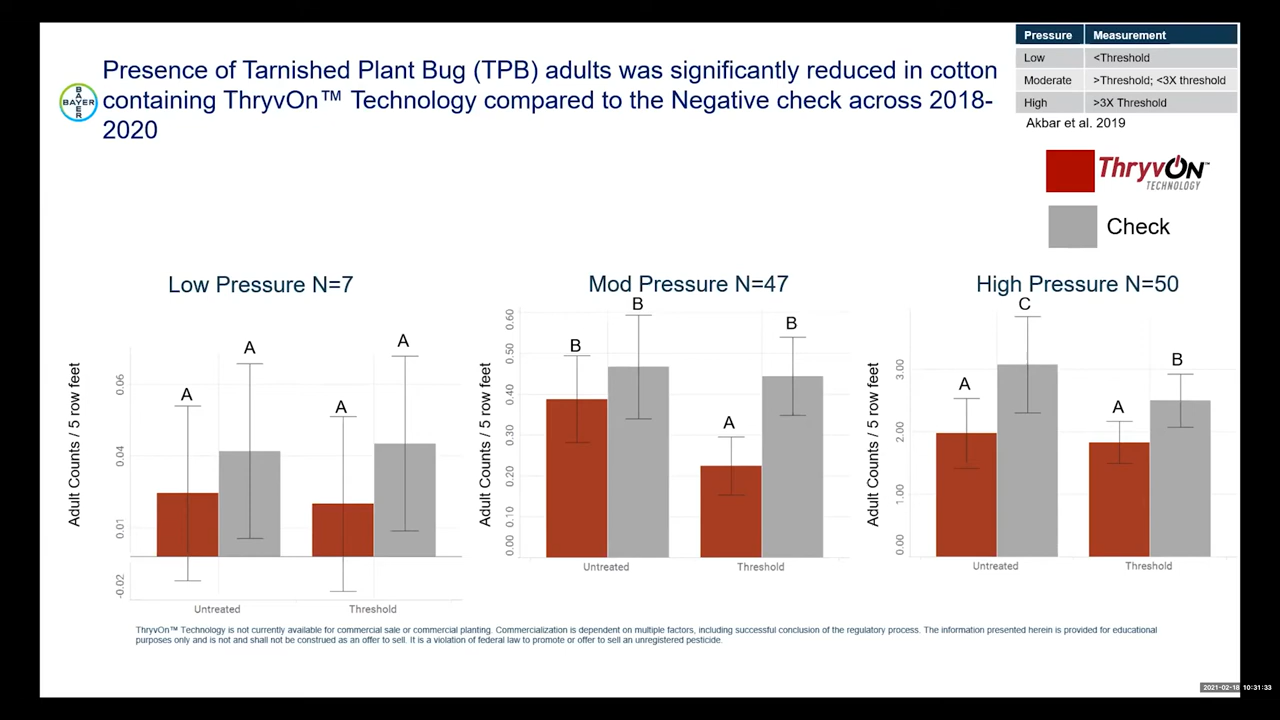 Presence of Tarnished Plant Bug (TPB) adults was significantly reduced in cotton
containing ThryvOn™ Technology compared to the Negative check across 2018-
2020
BAYER
BAYER
Pressure Measurement
Low <Threshold
Moderate >Threshold; <3X threshold
High >3X Threshold
Akbar et al. 2019
ThryvOn™
TECHNOLOGY
Check
Low Pressure N=7
Adult Counts / 5 row feet
0.06
0.04
0.01
-0.02
A
A
A
A
Untreated
Threshold
Mod Pressure N=47
Adult Counts / 5 row feet
0.60
0.50
0.40
0.30
0.20
0.10
0.00
B
B
A
B
Untreated
Threshold
High Pressure N=50
Adult Counts / 5 row feet
3.00
2.00
1.00
0.00
A
C
A
B
Untreated
Threshold
ThryvOn™ Technology is not currently available for commercial sale or commercial planting. Commercialization is dependent on multiple factors, including successful conclusion of the regulatory process. The information presented herein is provided for educational
purposes only and is not and shall not be construed as an offer to sell. It is a violation of federal law to promote or offer to sell an unregistered pesticide.
2021-02-18 10:31:33